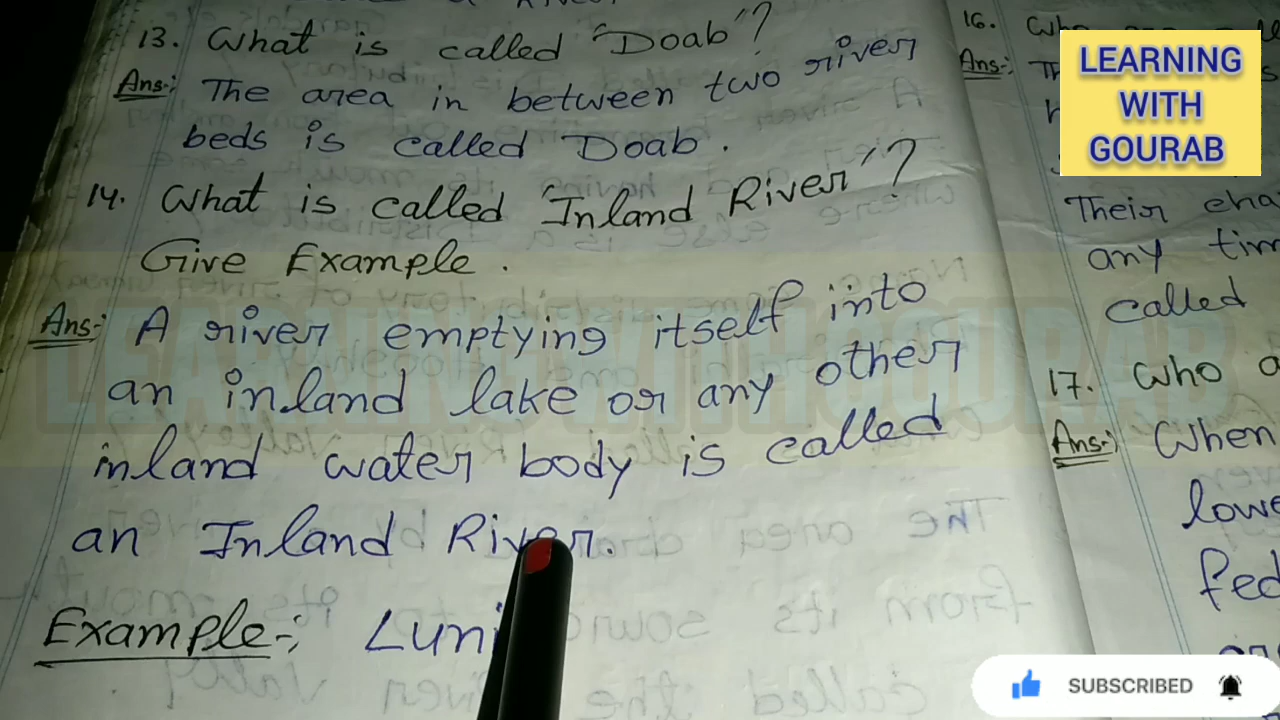 13. What is called "Doab"?
Ans:- The area in between two river
beds is called Doab.
14. What is called "Inland River"?
Give Example.
Ans:- A river emptying itself into
an inland lake or any other
inland water body is called
an Inland River.
Example-: Luni
16.
Ans:-
Their
any
called
17. Who
Ans:- When
LEARNING
WITH
GOURAB
LEARNING WITH GOURAB
SUBSCRIBED